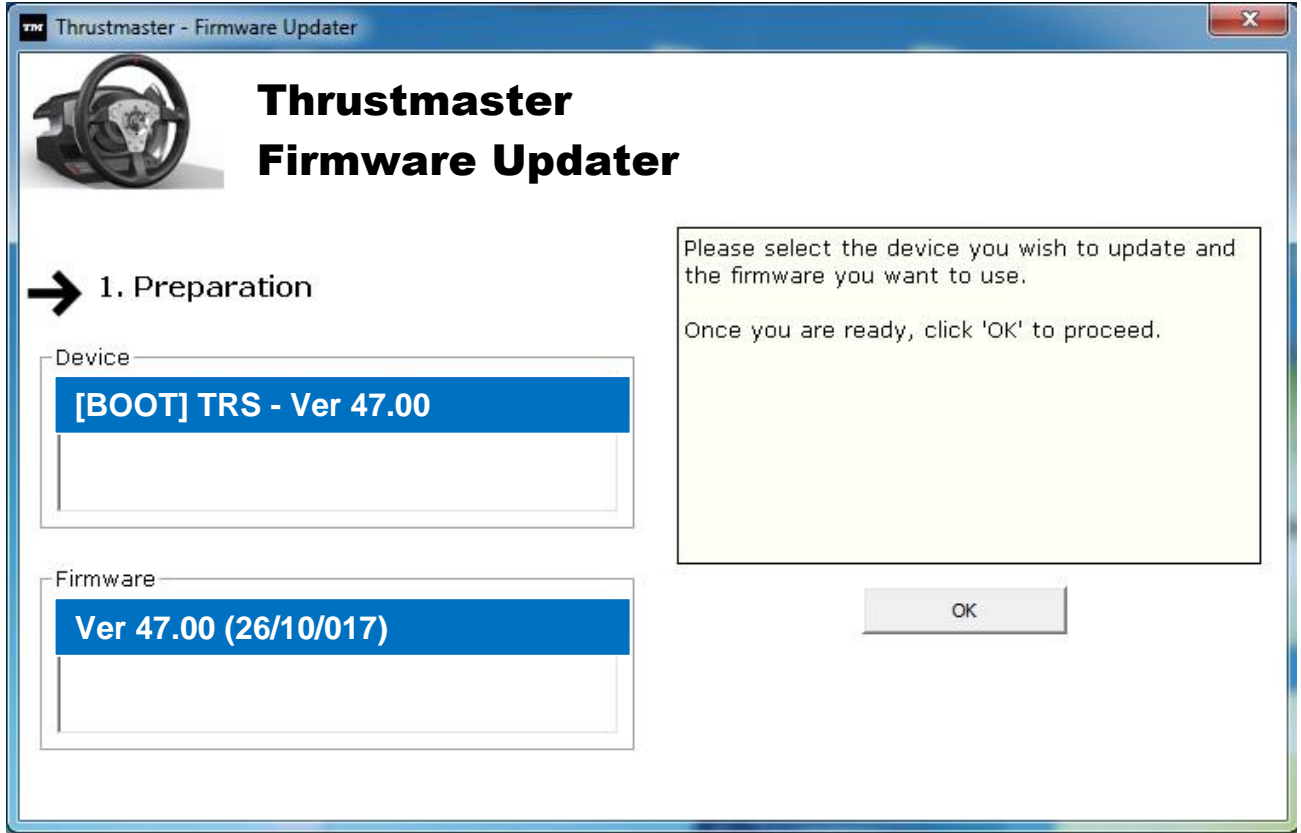 TM Thrustmaster - Firmware Updater
x
Thrustmaster
Firmware Updater
1. Preparation
Please select the device you wish to update and
the firmware you want to use.
Once you are ready, click 'OK' to proceed.
Device
[BOOT] TRS - Ver 47.00
Firmware
Ver 47.00 (26/10/017)
OK